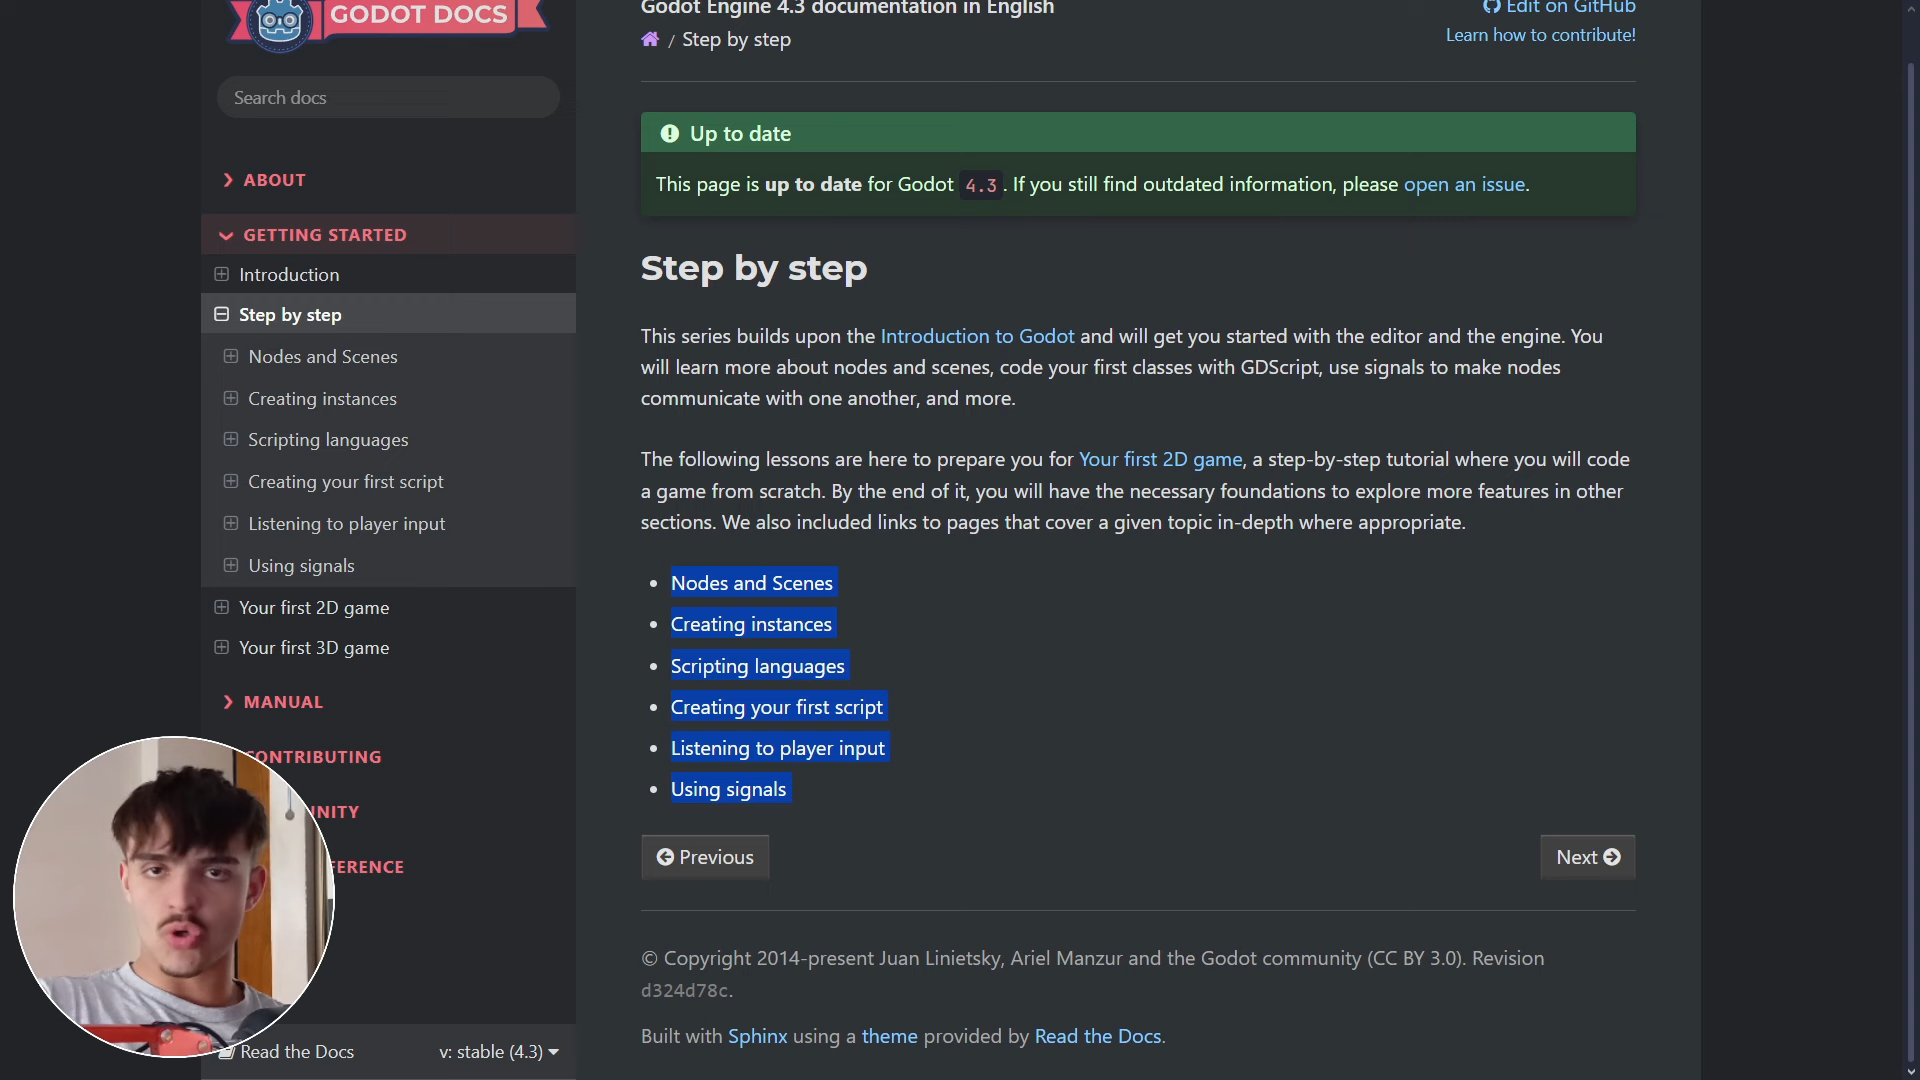 GODOT DOCS
Search docs
ABOUT
GETTING STARTED
Introduction
Step by step
Nodes and Scenes
Creating instances
Scripting languages
Creating your first script
Listening to player input
Using signals
Your first 2D game
Your first 3D game
MANUAL
CONTRIBUTING
NITY
FERENCE
Read the Docs
v: stable (4.3)
Godot Engine 4.3 documentation in English
Edit on GitHub
/ Step by step
Learn how to contribute!
Up to date
This page is up to date for Godot 4.3. If you still find outdated information, please open an issue.
Step by step
This series builds upon the Introduction to Godot and will get you started with the editor and the engine. You
will learn more about nodes and scenes, code your first classes with GDScript, use signals to make nodes
communicate with one another, and more.
The following lessons are here to prepare you for Your first 2D game, a step-by-step tutorial where you will code
a game from scratch. By the end of it, you will have the necessary foundations to explore more features in other
sections. We also included links to pages that cover a given topic in-depth where appropriate.
• Nodes and Scenes
• Creating instances
• Scripting languages
• Creating your first script
• Listening to player input
• Using signals
Previous
Next
© Copyright 2014-present Juan Linietsky, Ariel Manzur and the Godot community (CC BY 3.0). Revision
d324d78c.
Built with Sphinx using a theme provided by Read the Docs.